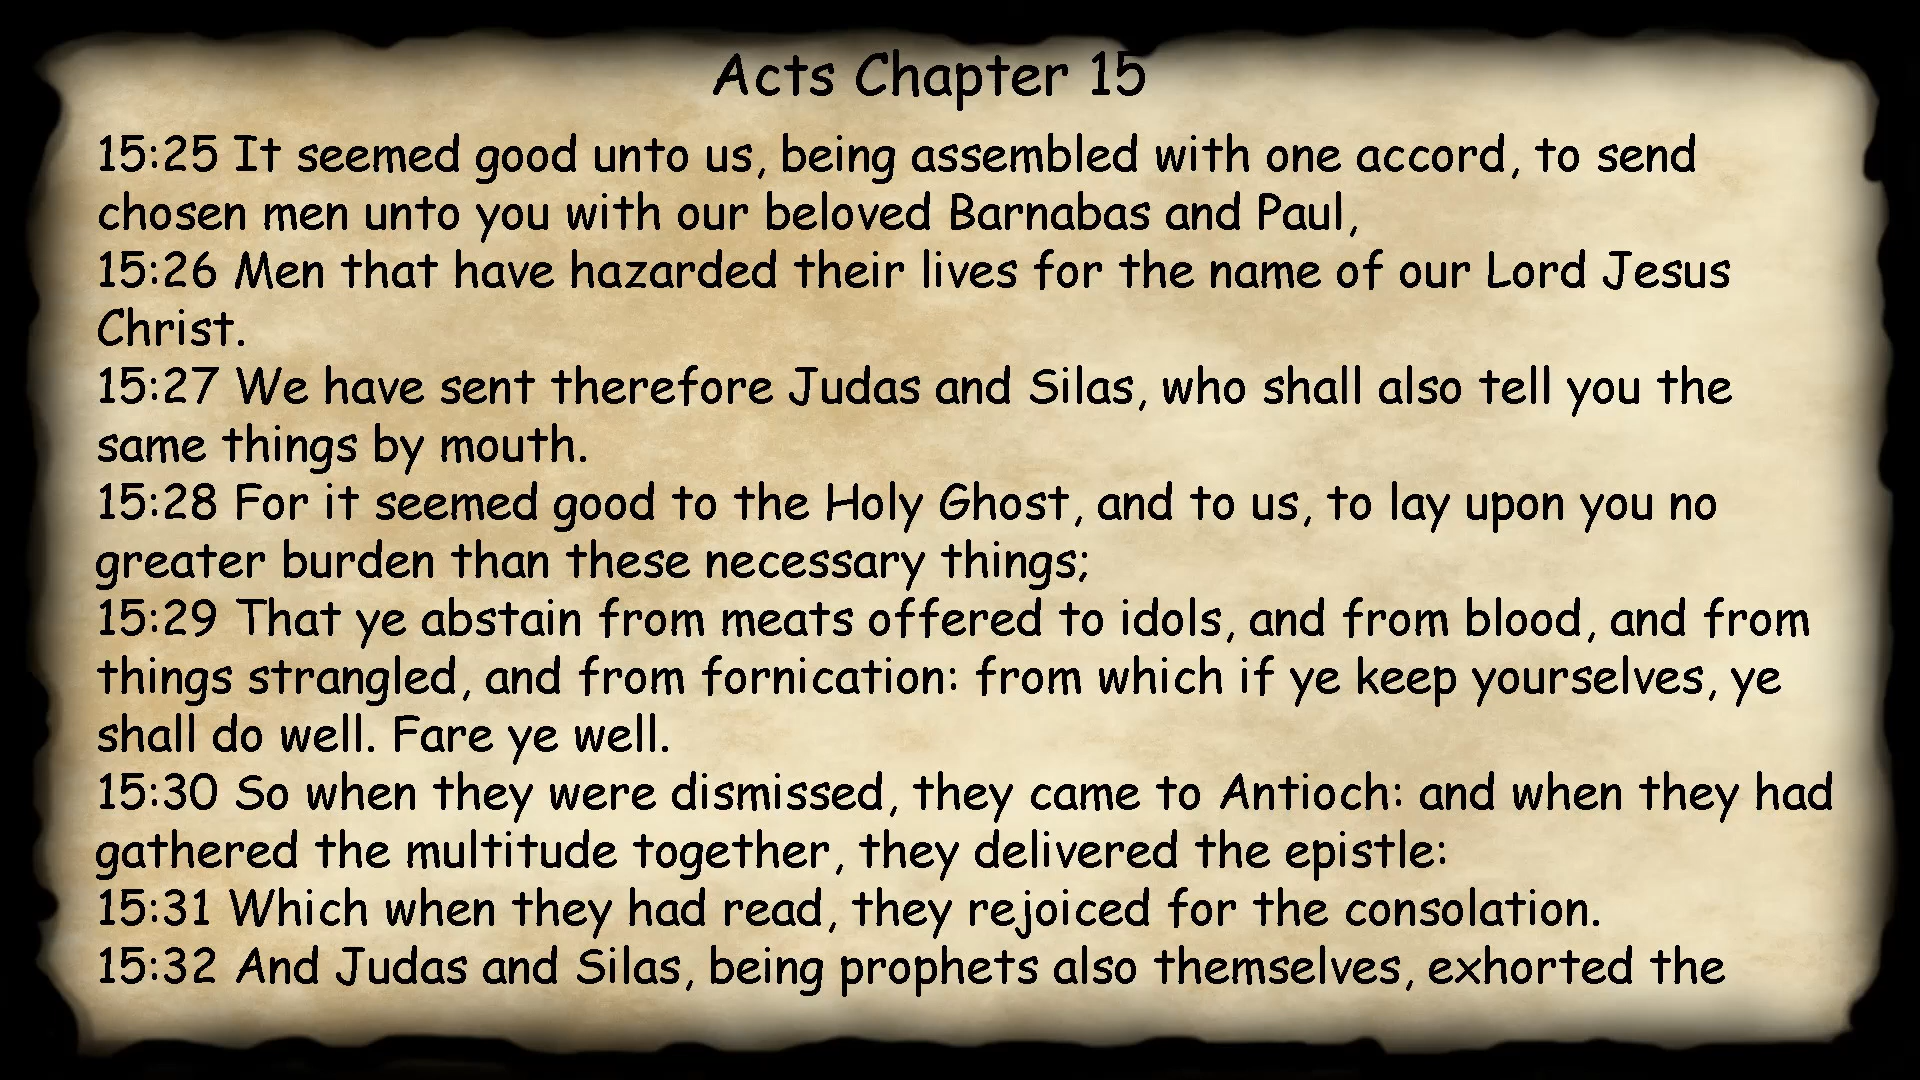 Acts Chapter 15
15:25 It seemed good unto us, being assembled with one accord, to send
chosen men unto you with our beloved Barnabas and Paul,
15:26 Men that have hazarded their lives for the name of our Lord Jesus
Christ.
15:27 We have sent therefore Judas and Silas, who shall also tell you the
same things by mouth.
15:28 For it seemed good to the Holy Ghost, and to us, to lay upon you no
greater burden than these necessary things;
15:29 That ye abstain from meats offered to idols, and from blood, and from
things strangled, and from fornication: from which if ye keep yourselves, ye
shall do well. Fare ye well.
15:30 So when they were dismissed, they came to Antioch: and when they had
gathered the multitude together, they delivered the epistle:
15:31 Which when they had read, they rejoiced for the consolation.
15:32 And Judas and Silas, being prophets also themselves, exhorted the